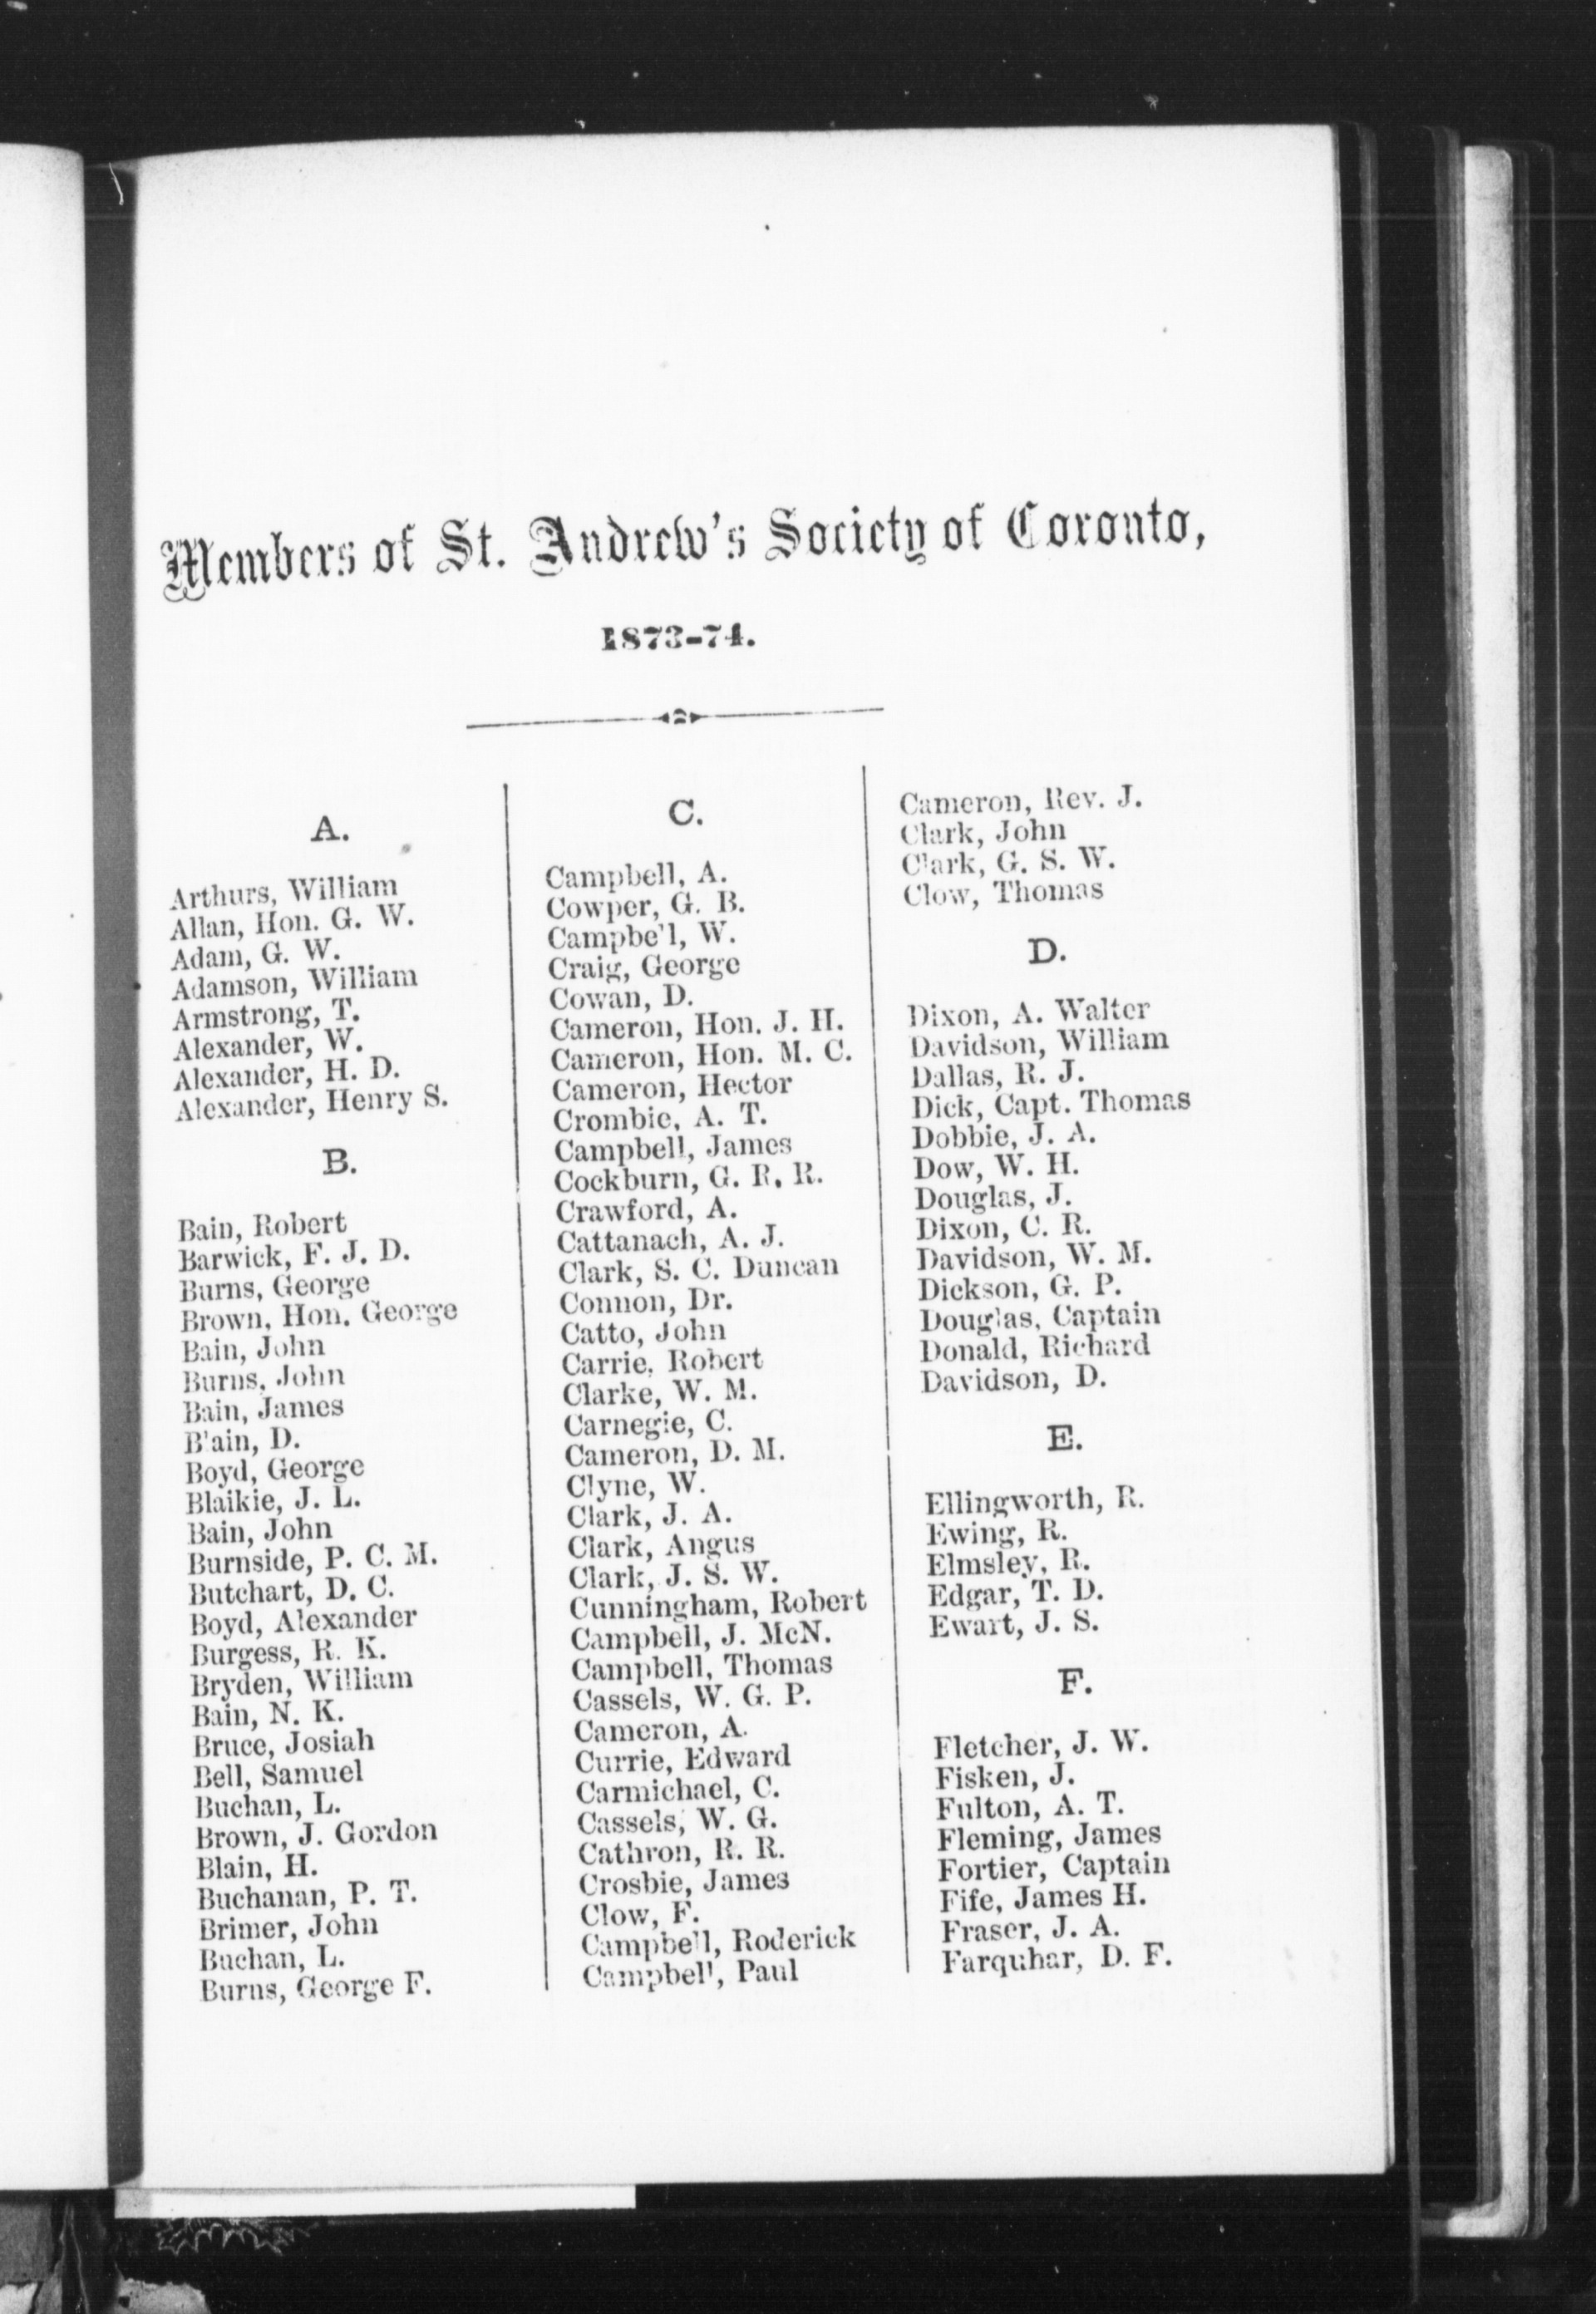 Members of St. Andrew's Society of Toronto,
1873-74.
A.
Arthurs, William
Allan, Hon. G. W.
Adam, G. W.
Adamson, William
Armstrong, T.
Alexander, W.
Alexander, H. D.
Alexander, Henry S.
B.
Bain, Robert
Barwick, F. J. D.
Burns, George
Brown, Hon. George
Bain, John
Burns, John
Bain, James
Blain, D.
Boyd, George
Blaikie, J. L.
Bain, John
Burnside, P. C. M.
Butchart, D. C.
Boyd, Alexander
Burgess, R. K.
Bryden, William
Bain, N. K.
Bruce, Josiah
Bell, Samuel
Buchan, L.
Brown, J. Gordon
Blain, H.
Buchanan, P. T.
Brimer, John
Buchan, L.
Burns, George F.
C.
Campbell, A.
Cowper, G. B.
Campbell, W.
Craig, George
Cowan, D.
Cameron, Hon. J. H.
Cameron, Hon. M. C.
Cameron, Hector
Crombie, A. T.
Campbell, James
Cockburn, G. R. R.
Crawford, A.
Cattanach, A. J.
Clark, S. C. Duncan
Connon, Dr.
Catto, John
Carrie, Robert
Clarke, W. M.
Carnegie, C.
Cameron, D. M.
Clyne, W.
Clark, J. A.
Clark, Angus
Clark, J. S. W.
Cunningham, Robert
Campbell, J. McN.
Campbell, Thomas
Cassels, W. G. P.
Cameron, A.
Currie, Edward
Carmichael, C.
Cassels, W. G.
Cathron, R. R.
Crosbie, James
Clow, F.
Campbell, Roderick
Campbell, Paul
Cameron, Rev. J.
Clark, John
Clark, G. S. W.
Clow, Thomas
D.
Dixon, A. Walter
Davidson, William
Dallas, R. J.
Dick, Capt. Thomas
Dobbie, J. A.
Dow, W. H.
Douglas, J.
Dixon, C. R.
Davidson, W. M.
Dickson, G. P.
Douglas, Captain
Donald, Richard
Davidson, D.
E.
Ellingworth, R.
Ewing, R.
Elmsley, R.
Edgar, T. D.
Ewart, J. S.
F.
Fletcher, J. W.
Fisken, J.
Fulton, A. T.
Fleming, James
Fortier, Captain
Fife, James H.
Fraser, J. A.
Farquhar, D. F.